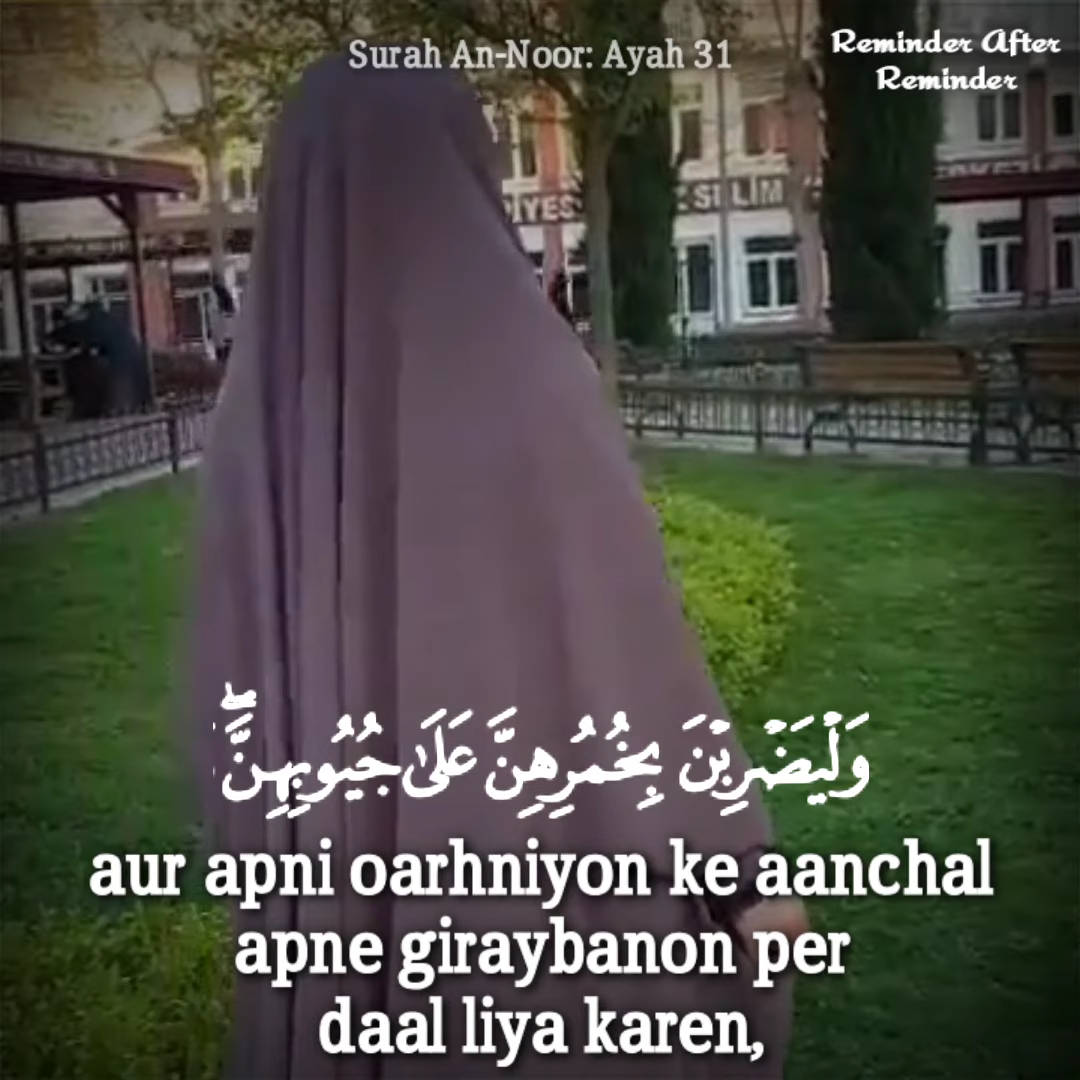 Surah An-Noor: Ayah 31
Reminder After
Reminder
SELİM
وَلْيَضْرِبْنَ بِخُمُرِهِنَّ عَلَىٰ جُيُوبِهِنَّ ۖ
aur apni oarhniyon ke aanchal
apne giraybanon per
daal liya karen,